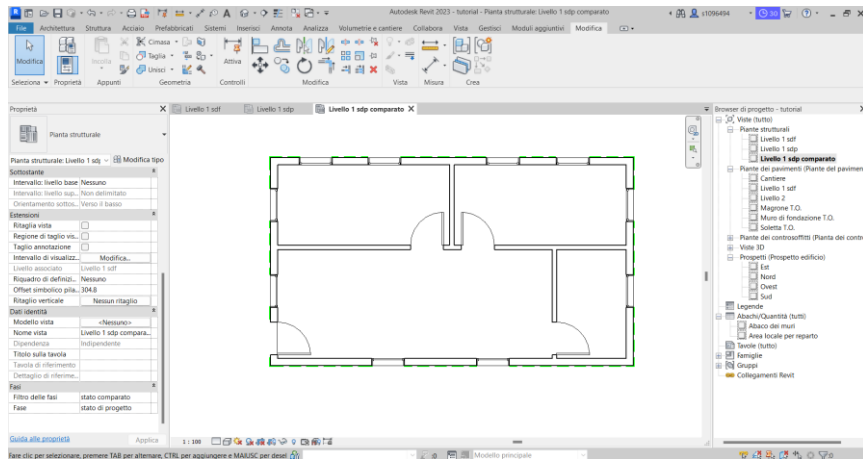 Autodesk Revit 2023 - tutorial - Pianta strutturale: Livello 1 sdp comparato
s1096494
30
File Architettura Struttura Acciaio Prefabbricati Sistemi Inserisci Annota Analizza Volumetrie e cantiere Collabora Vista Gestisci Moduli aggiuntivi Modifica
Modifica
Incolla
Cimasa
Taglia
Unisci
Attiva
Seleziona Proprietà Appunti Geometria Controlli Modifica Vista Misura Crea
Proprietà
Livello 1 sdf
Livello 1 sdp
Livello 1 sdp comparato
Browser di progetto - tutorial
Pianta strutturale
Pianta strutturale: Livello 1 sdp
Modifica tipo
Sottostante
Intervallo: livello base Nessuno
Intervallo: livello sup... Non delimitato
Orientamento sottos... Verso il basso
Estensioni
Ritaglia vista
Regione di taglio vis...
Taglio annotazione
Intervallo di visualizz... Modifica...
Livello associato Livello 1 sdf
Riquadro di definizi... Nessuno
Offset simbolico pila... 304.8
Ritaglio verticale Nessun ritaglio
Dati identità
Modello vista <Nessuno>
Nome vista Livello 1 sdp compara...
Dipendenza Indipendente
Titolo sulla tavola
Tavola di riferimento
Dettaglio di riferime...
Fasi
Filtro delle fasi stato comparato
Fase stato di progetto
Guida alle proprietà
Applica
Viste (tutto)
Piante strutturali
Livello 1 sdf
Livello 1 sdp
Livello 1 sdp comparato
Piante dei pavimenti (Piante del pavimen
Cantiere
Livello 1 sdf
Livello 2
Magrone T.O.
Muro di fondazione T.O.
Soletta T.O.
Piante dei controsoffitti (Pianta dei contro
Viste 3D
Prospetti (Prospetto edificio)
Est
Nord
Ovest
Sud
Legende
Abachi/Quantità (tutti)
Abaco dei muri
Area locale per reparto
Tavole (tutto)
Famiglie
Gruppi
Collegamenti Revit
1 : 100
Fare clic per selezionare, premere TAB per alternare, CTRL per aggiungere e MAIUSC per desel
:0
Modello principale
:0